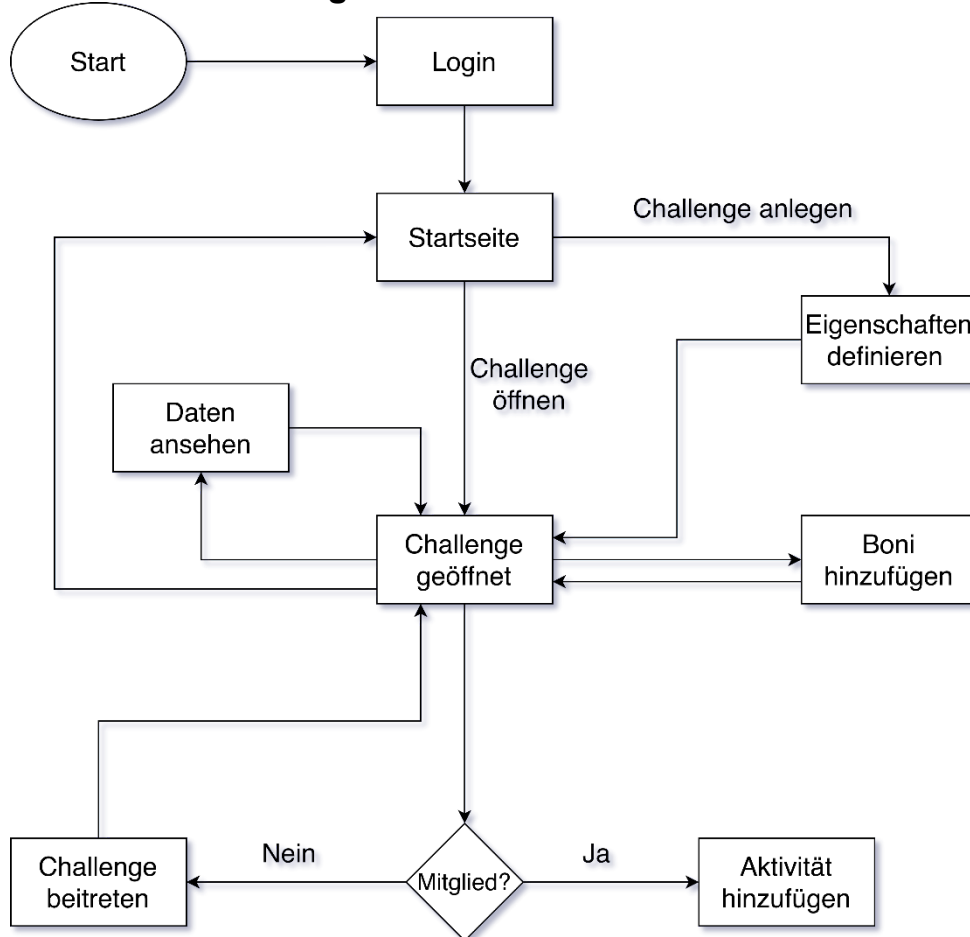 Start
Login
Startseite
Challenge anlegen
Eigenschaften
definieren
Challenge
öffnen
Daten
ansehen
Challenge
geöffnet
Boni
hinzufügen
Nein
Ja
Challenge
beitreten
Mitglied?
Aktivität
hinzufügen